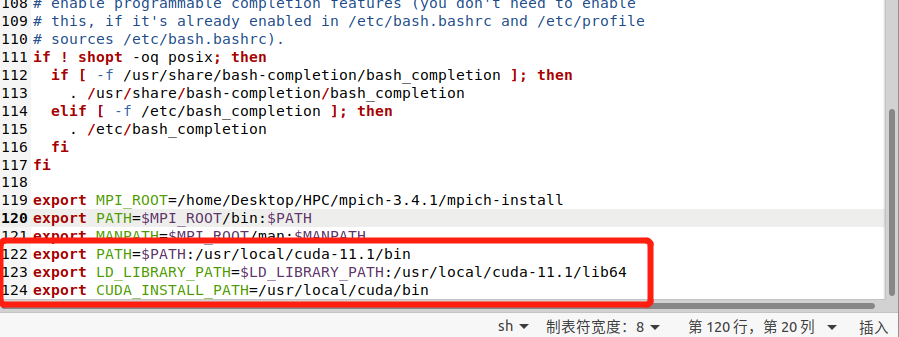 108 # enable programmable completion features (you don't need to enable
109 # this, if it's already enabled in /etc/bash.bashrc and /etc/profile
110 # sources /etc/bash.bashrc).
111 if ! shopt -oq posix; then
112   if [ -f /usr/share/bash-completion/bash_completion ]; then
113     . /usr/share/bash-completion/bash_completion
114   elif [ -f /etc/bash_completion ]; then
115     . /etc/bash_completion
116   fi
117 fi
118
119 export MPI_ROOT=/home/Desktop/HPC/mpich-3.4.1/mpich-install
120 export PATH=$MPI_ROOT/bin:$PATH
121 export MANPATH=$MPI_ROOT/man:$MANPATH
122 export PATH=$PATH:/usr/local/cuda-11.1/bin
123 export LD_LIBRARY_PATH=$LD_LIBRARY_PATH:/usr/local/cuda-11.1/lib64
124 export CUDA_INSTALL_PATH=/usr/local/cuda/bin
sh 制表符宽度：8 第 120 行，第 20 列 插入